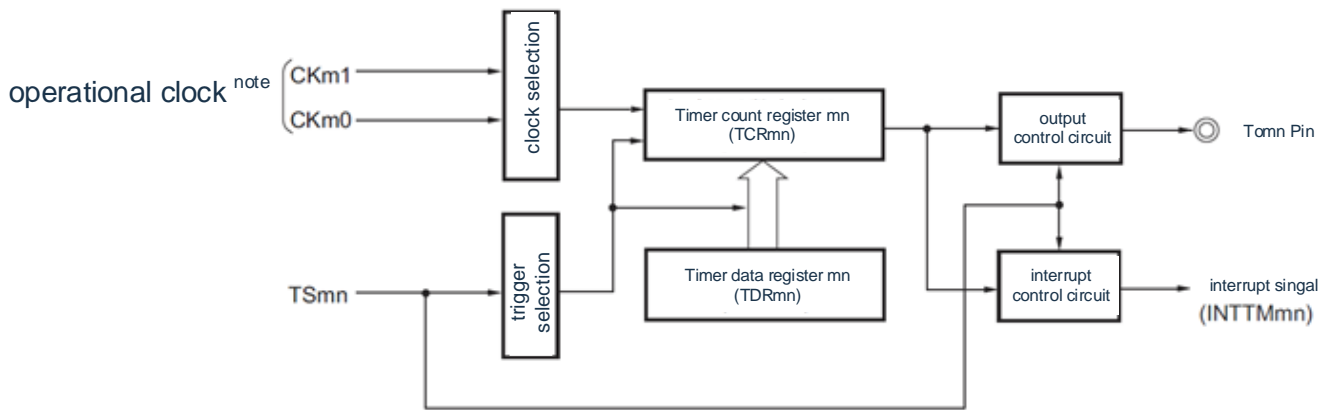 operational clock note
CKm1
CKm0
clock selection
Timer count register mn
(TCRmn)
output
control circuit
Tomn Pin
TSmn
trigger
selection
Timer data register mn
(TDRmn)
interrupt
control circuit
interrupt singal
(INTTMmn)